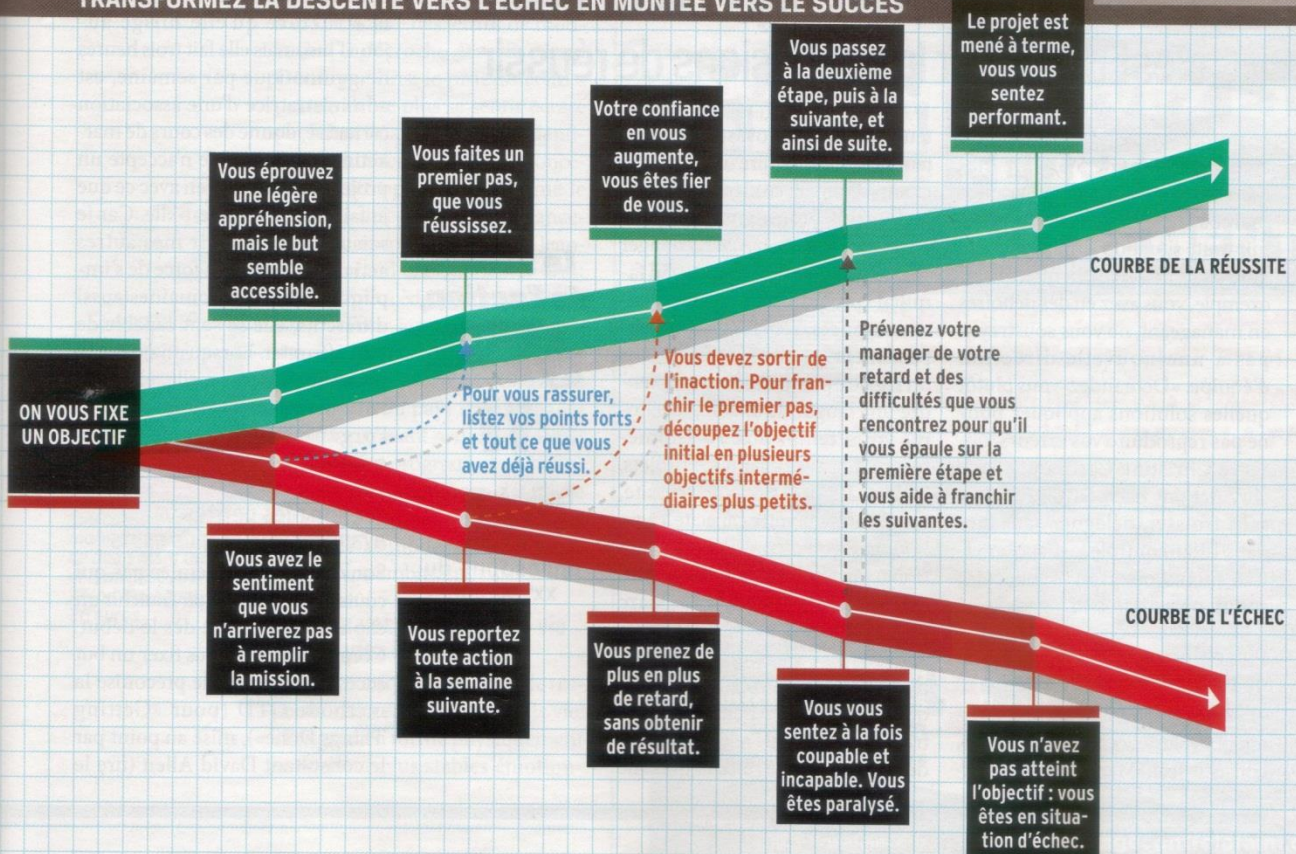 TRANSFORMEZ LA DESCENTE VERS L'ÉCHEC EN MONTÉE VERS LE SUCCÈS
Le projet est
mené à terme,
vous vous
sentez
performant.
Vous passez
à la deuxième
étape, puis à la
suivante, et
ainsi de suite.
Votre confiance
en vous
augmente,
vous êtes fier
de vous.
Vous faites un
premier pas,
que vous
réussissez.
Vous éprouvez
une légère
appréhension,
mais le but
semble
accessible.
COURBE DE LA RÉUSSITE
ON VOUS FIXE
UN OBJECTIF
Pour vous rassurer,
listez vos points forts
et tout ce que vous
avez déjà réussi.
Vous devez sortir de
l'inaction. Pour fran-
chir le premier pas,
découpez l'objectif
initial en plusieurs
objectifs intermé-
diaires plus petits.
Prévenez votre
manager de votre
retard et des
difficultés que vous
rencontrez pour qu'il
vous épaule sur la
première étape et
vous aide à franchir
les suivantes.
COURBE DE L'ÉCHEC
Vous avez le
sentiment
que vous
n'arriverez pas
à remplir
la mission.
Vous reportez
toute action
à la semaine
suivante.
Vous prenez de
plus en plus
de retard,
sans obtenir
de résultat.
Vous vous
sentez à la fois
coupable et
incapable. Vous
êtes paralysé.
Vous n'avez
pas atteint
l'objectif : vous
êtes en situa-
tion d'échec.